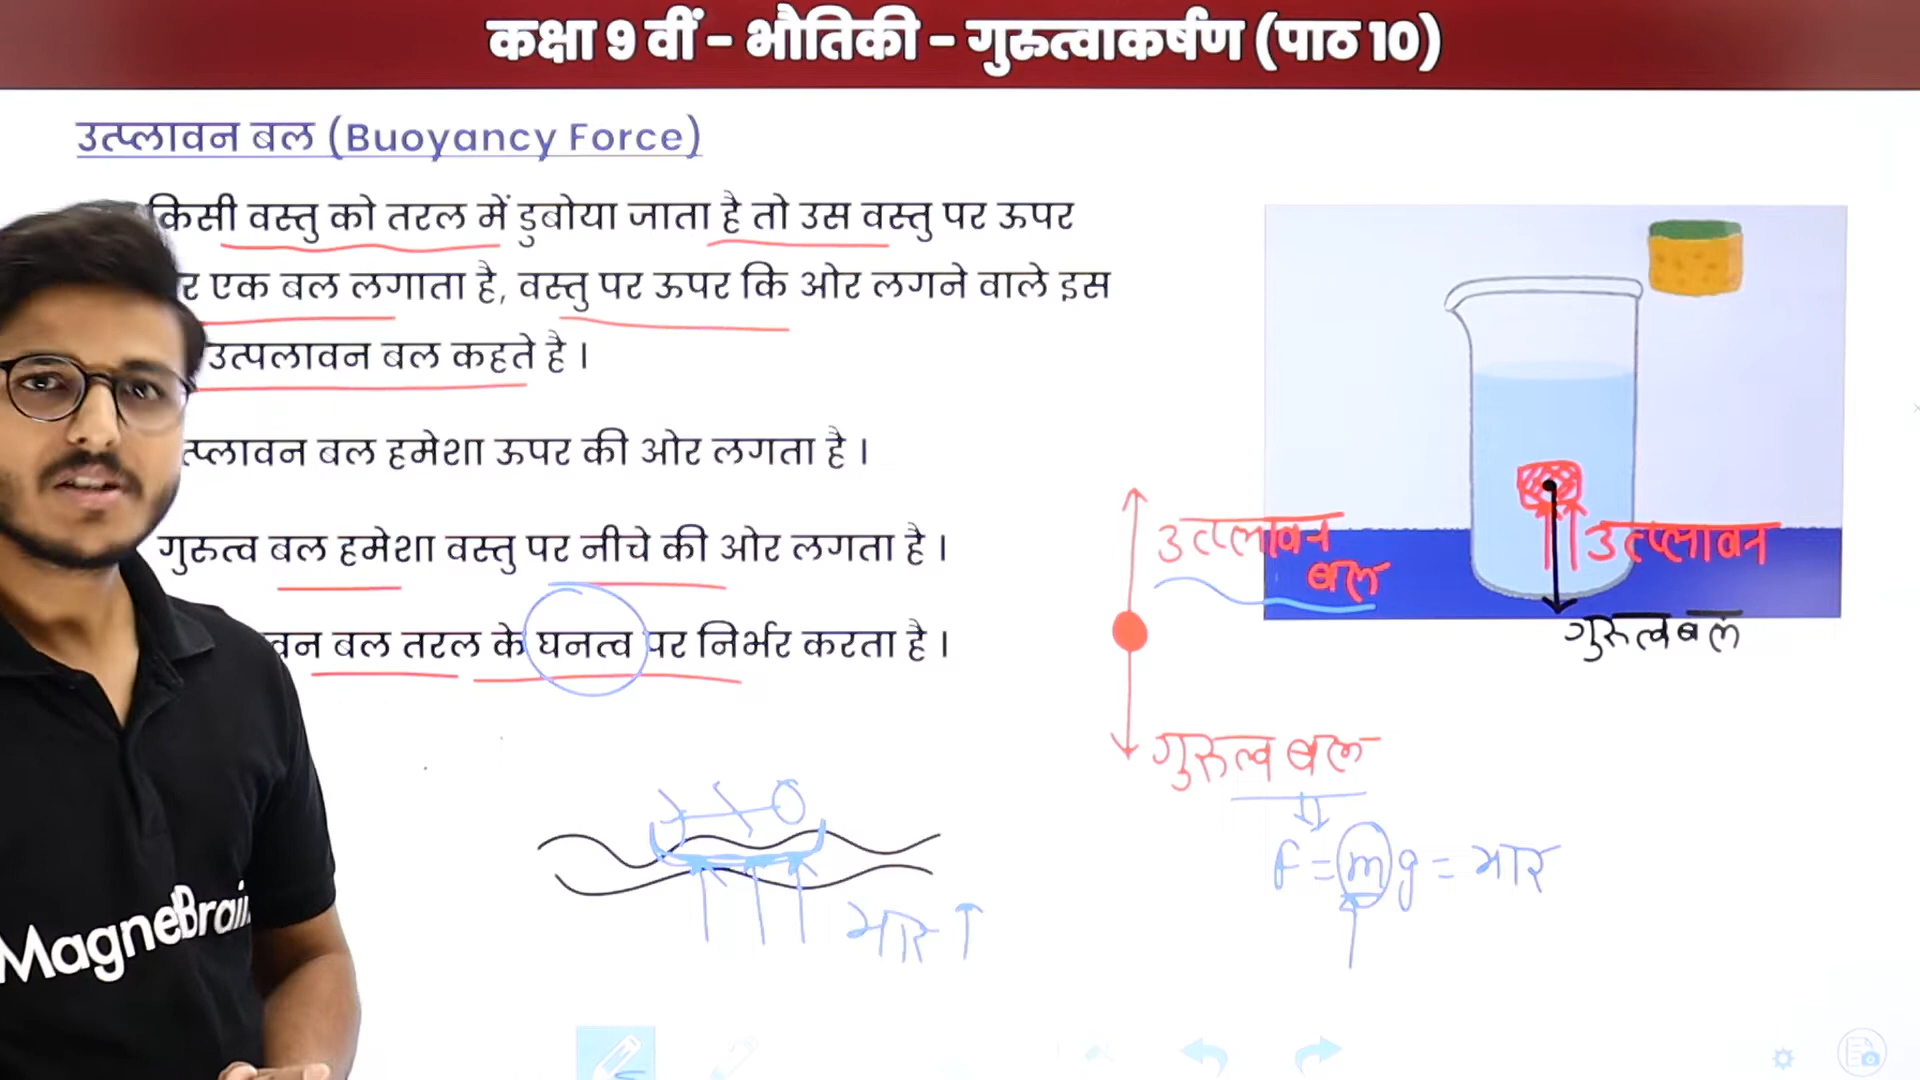 कक्षा 9 वीं - भौतिकी - गुरुत्वाकर्षण (पाठ 10)
उत्प्लावन बल (Buoyancy Force)
किसी वस्तु को तरल में डुबोया जाता है तो उस वस्तु पर ऊपर
र एक बल लगाता है, वस्तु पर ऊपर कि ओर लगने वाले इस
उत्पलावन बल कहते है ।
त्प्लावन बल हमेशा ऊपर की ओर लगता है ।
गुरुत्व बल हमेशा वस्तु पर नीचे की ओर लगता है ।
वन बल तरल के घनत्व पर निर्भर करता है ।
उत्प्लावन
बल
उत्प्लावन
गुरुत्व बल
गुरुत्व बल
F = mg = भार
भार ↑
MagneBrain